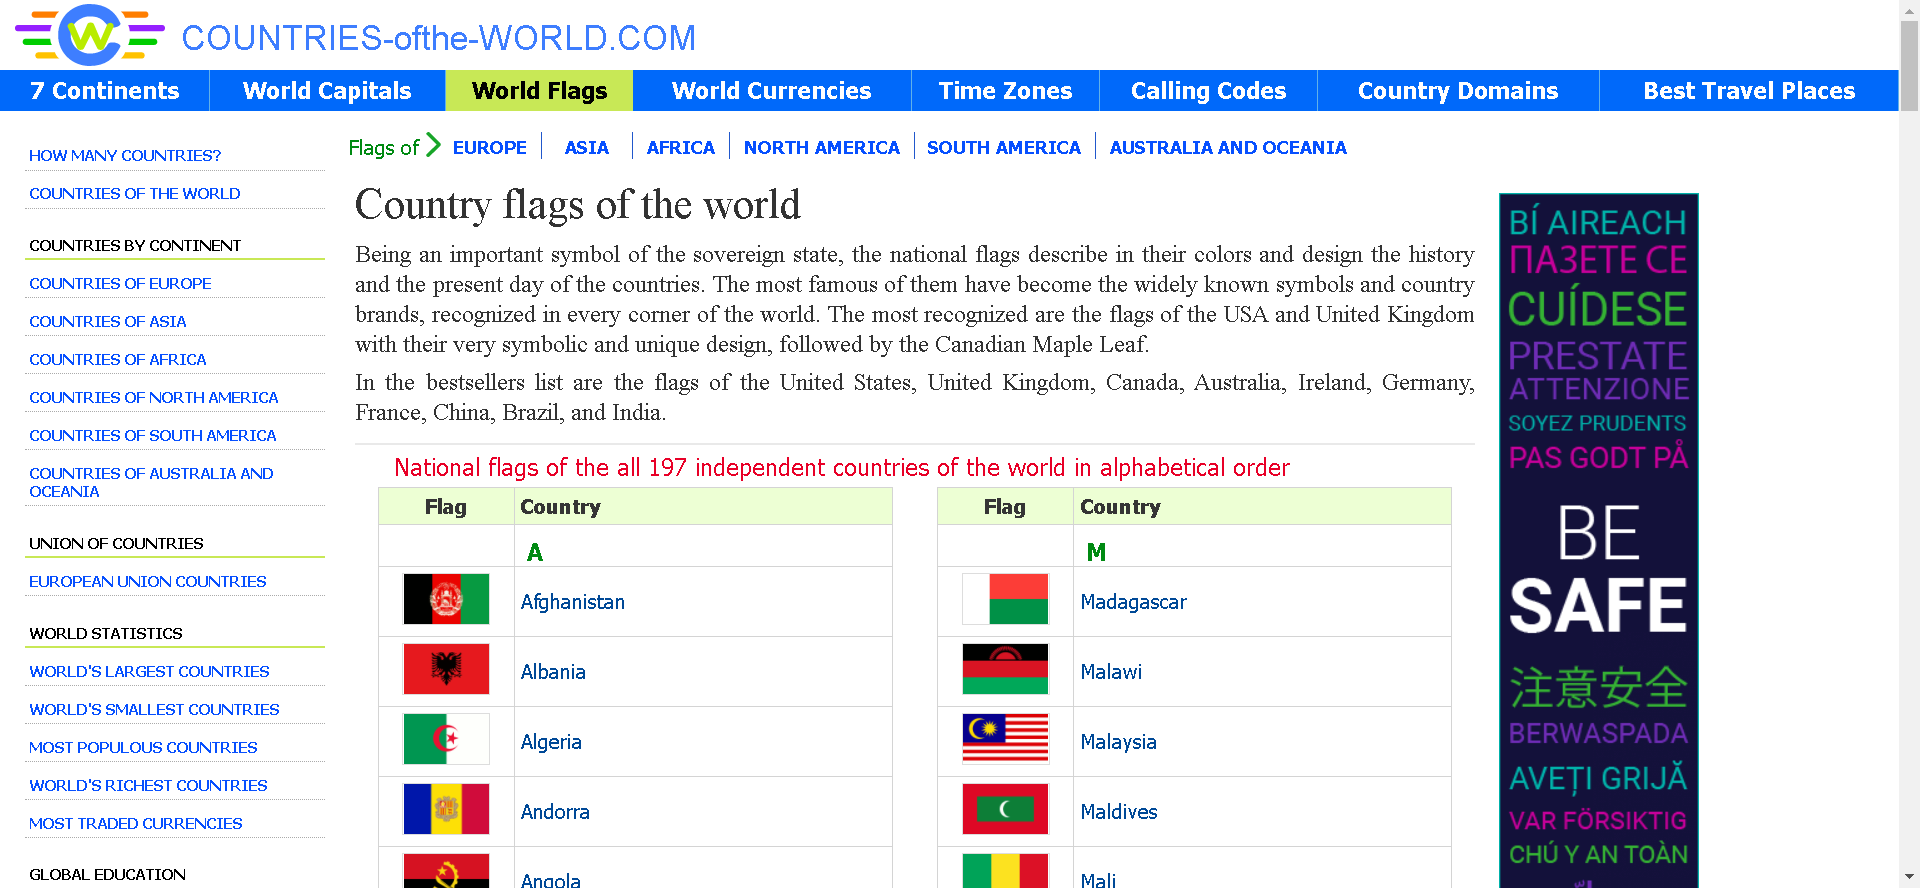 COUNTRIES-ofthe-WORLD.COM
7 Continents
World Capitals
World Flags
World Currencies
Time Zones
Calling Codes
Country Domains
Best Travel Places
HOW MANY COUNTRIES?
COUNTRIES OF THE WORLD
COUNTRIES BY CONTINENT
COUNTRIES OF EUROPE
COUNTRIES OF ASIA
COUNTRIES OF AFRICA
COUNTRIES OF NORTH AMERICA
COUNTRIES OF SOUTH AMERICA
COUNTRIES OF AUSTRALIA AND
OCEANIA
UNION OF COUNTRIES
EUROPEAN UNION COUNTRIES
WORLD STATISTICS
WORLD'S LARGEST COUNTRIES
WORLD'S SMALLEST COUNTRIES
MOST POPULOUS COUNTRIES
WORLD'S RICHEST COUNTRIES
MOST TRADED CURRENCIES
GLOBAL EDUCATION
Flags of
EUROPE
ASIA
AFRICA
NORTH AMERICA
SOUTH AMERICA
AUSTRALIA AND OCEANIA
Country flags of the world
Being an important symbol of the sovereign state, the national flags describe in their colors and design the history
and the present day of the countries. The most famous of them have become the widely known symbols and country
brands, recognized in every corner of the world. The most recognized are the flags of the USA and United Kingdom
with their very symbolic and unique design, followed by the Canadian Maple Leaf.
In the bestsellers list are the flags of the United States, United Kingdom, Canada, Australia, Ireland, Germany,
France, China, Brazil, and India.
National flags of the all 197 independent countries of the world in alphabetical order
Flag Country
A
Afghanistan
Albania
Algeria
Andorra
Angola
Flag Country
M
Madagascar
Malawi
Malaysia
Maldives
Mali
BÍ AIREACH
ПАЗЕТЕ СЕ
CUÍDESE
PRESTATE
ATTENZIONE
SOYEZ PRUDENTS
PAS GODT PÅ
BE
SAFE
注意安全
BERWASPADA
AVEȚI GRIJĂ
VAR FÖRSIKTIG
CHÚ Ý AN TOÀN